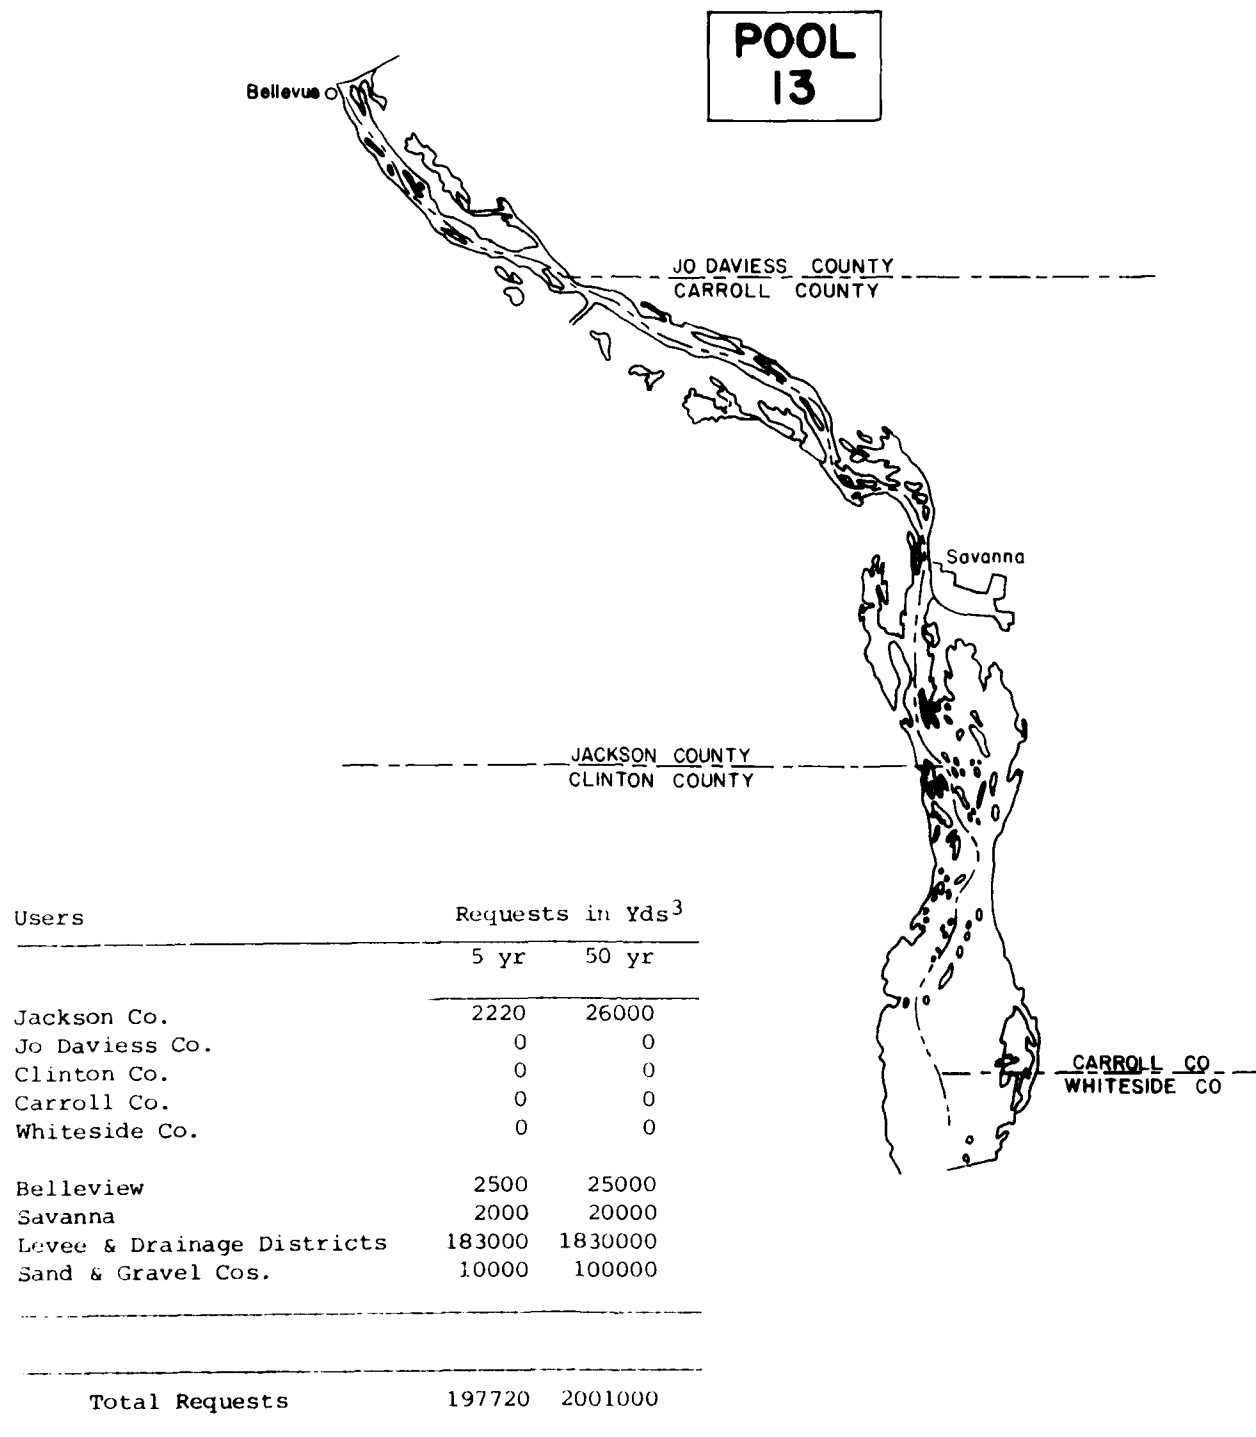 POOL
13
Bellevue
JO DAVIESS COUNTY
CARROLL COUNTY
Savanna
JACKSON COUNTY
CLINTON COUNTY
CARROLL CO
WHITESIDE CO
Users Requests in Yds³
5 yr 50 yr
Jackson Co. 2220 26000
Jo Daviess Co. 0 0
Clinton Co. 0 0
Carroll Co. 0 0
Whiteside Co. 0 0
Belleview 2500 25000
Savanna 2000 20000
Levee & Drainage Districts 183000 1830000
Sand & Gravel Cos. 10000 100000
Total Requests 197720 2001000